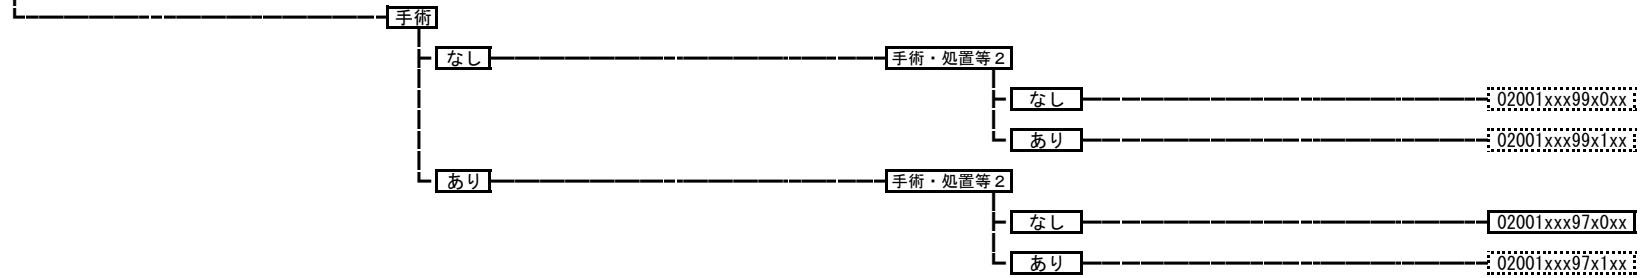 手術
なし
手術・処置等２
なし
02001xxx99x0xx
あり
02001xxx99x1xx
あり
手術・処置等２
なし
02001xxx97x0xx
あり
02001xxx97x1xx